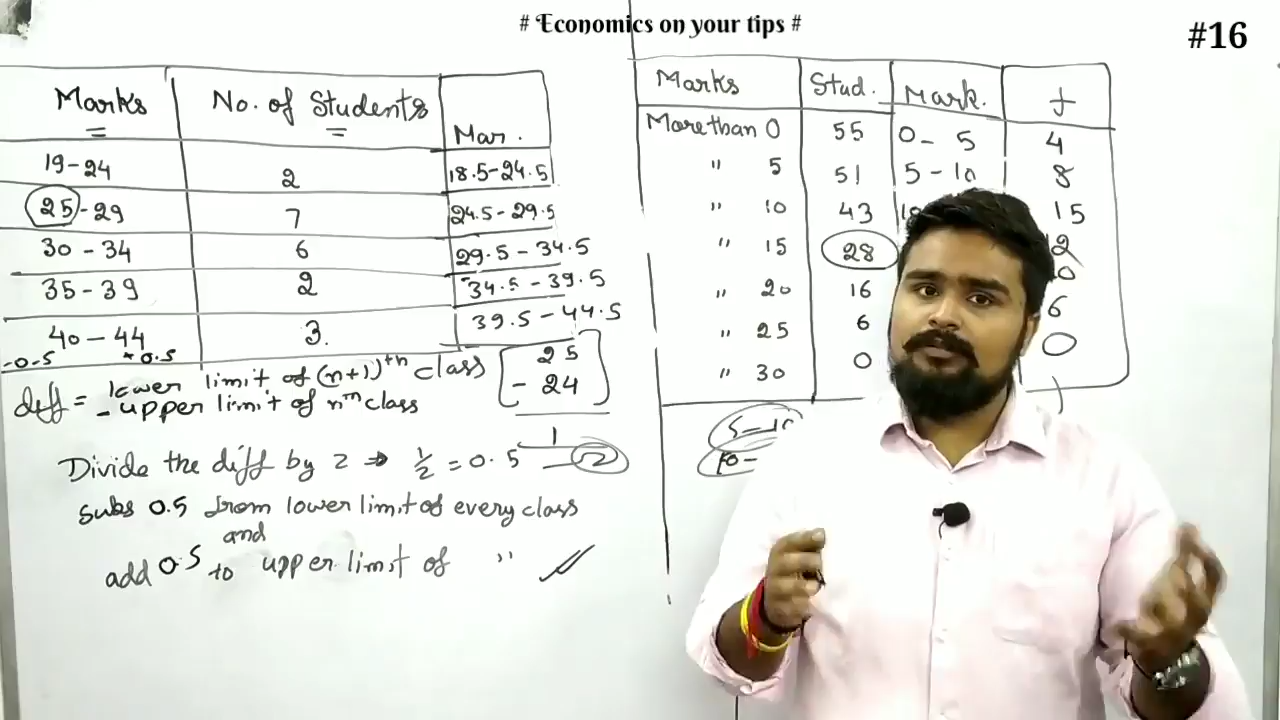 # Economics on your tips #
#16
Marks No. of Students Mar.
19-24 2 18.5-24.5
25-29 7 24.5-29.5
30-34 6 29.5-34.5
35-39 2 34.5-39.5
40-44 3. 39.5-44.5
-0.5 +0.5
diff = lower limit of (n+1)th class
- upper limit of nth class
25
- 24
1
Divide the diff by 2 → 1/2 = 0.5
2
subs 0.5 from lower limit of every class
and
add 0.5 to upper limit of "
Marks Stud. Mark. f
More than 0 55 0-5 4
" 5 51 5-10 8
" 10 43 15
" 15 28 12
" 20 16
" 25 6 6
" 30 0 0
5-10
10-